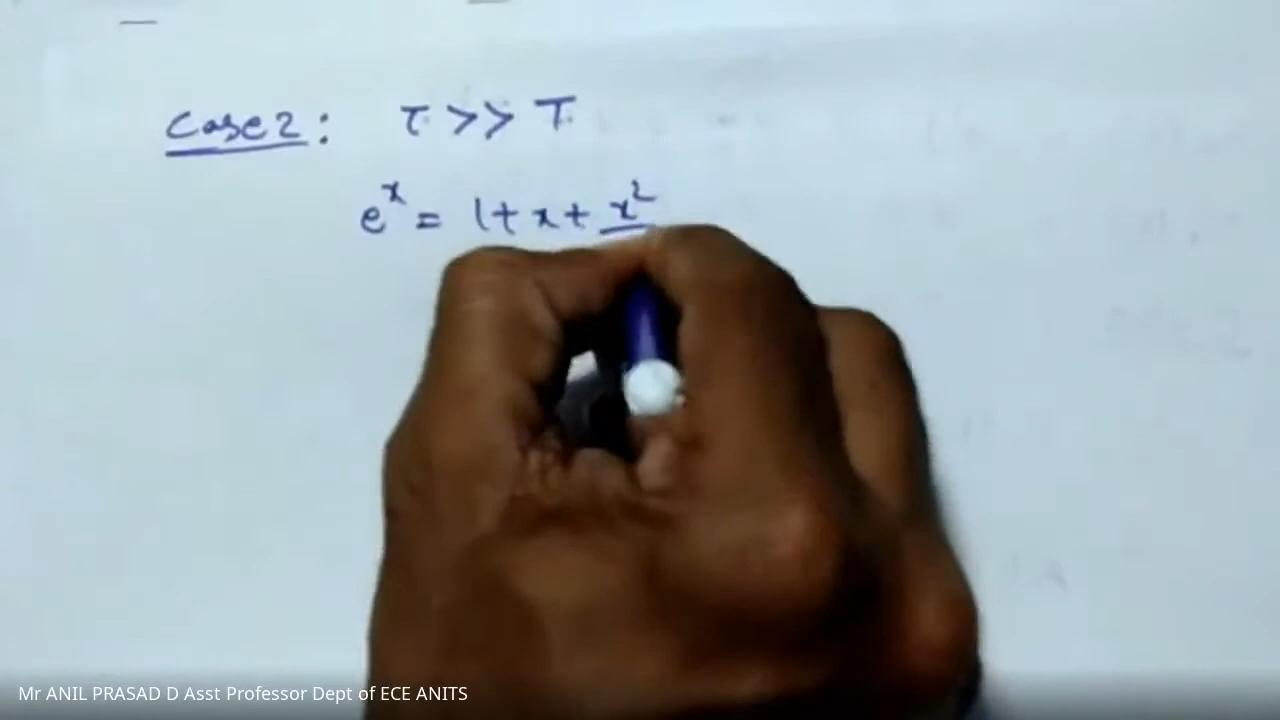 Case 2: τ >> T
e^x = 1 + x + x^2
Mr ANIL PRASAD D Asst Professor Dept of ECE ANITS